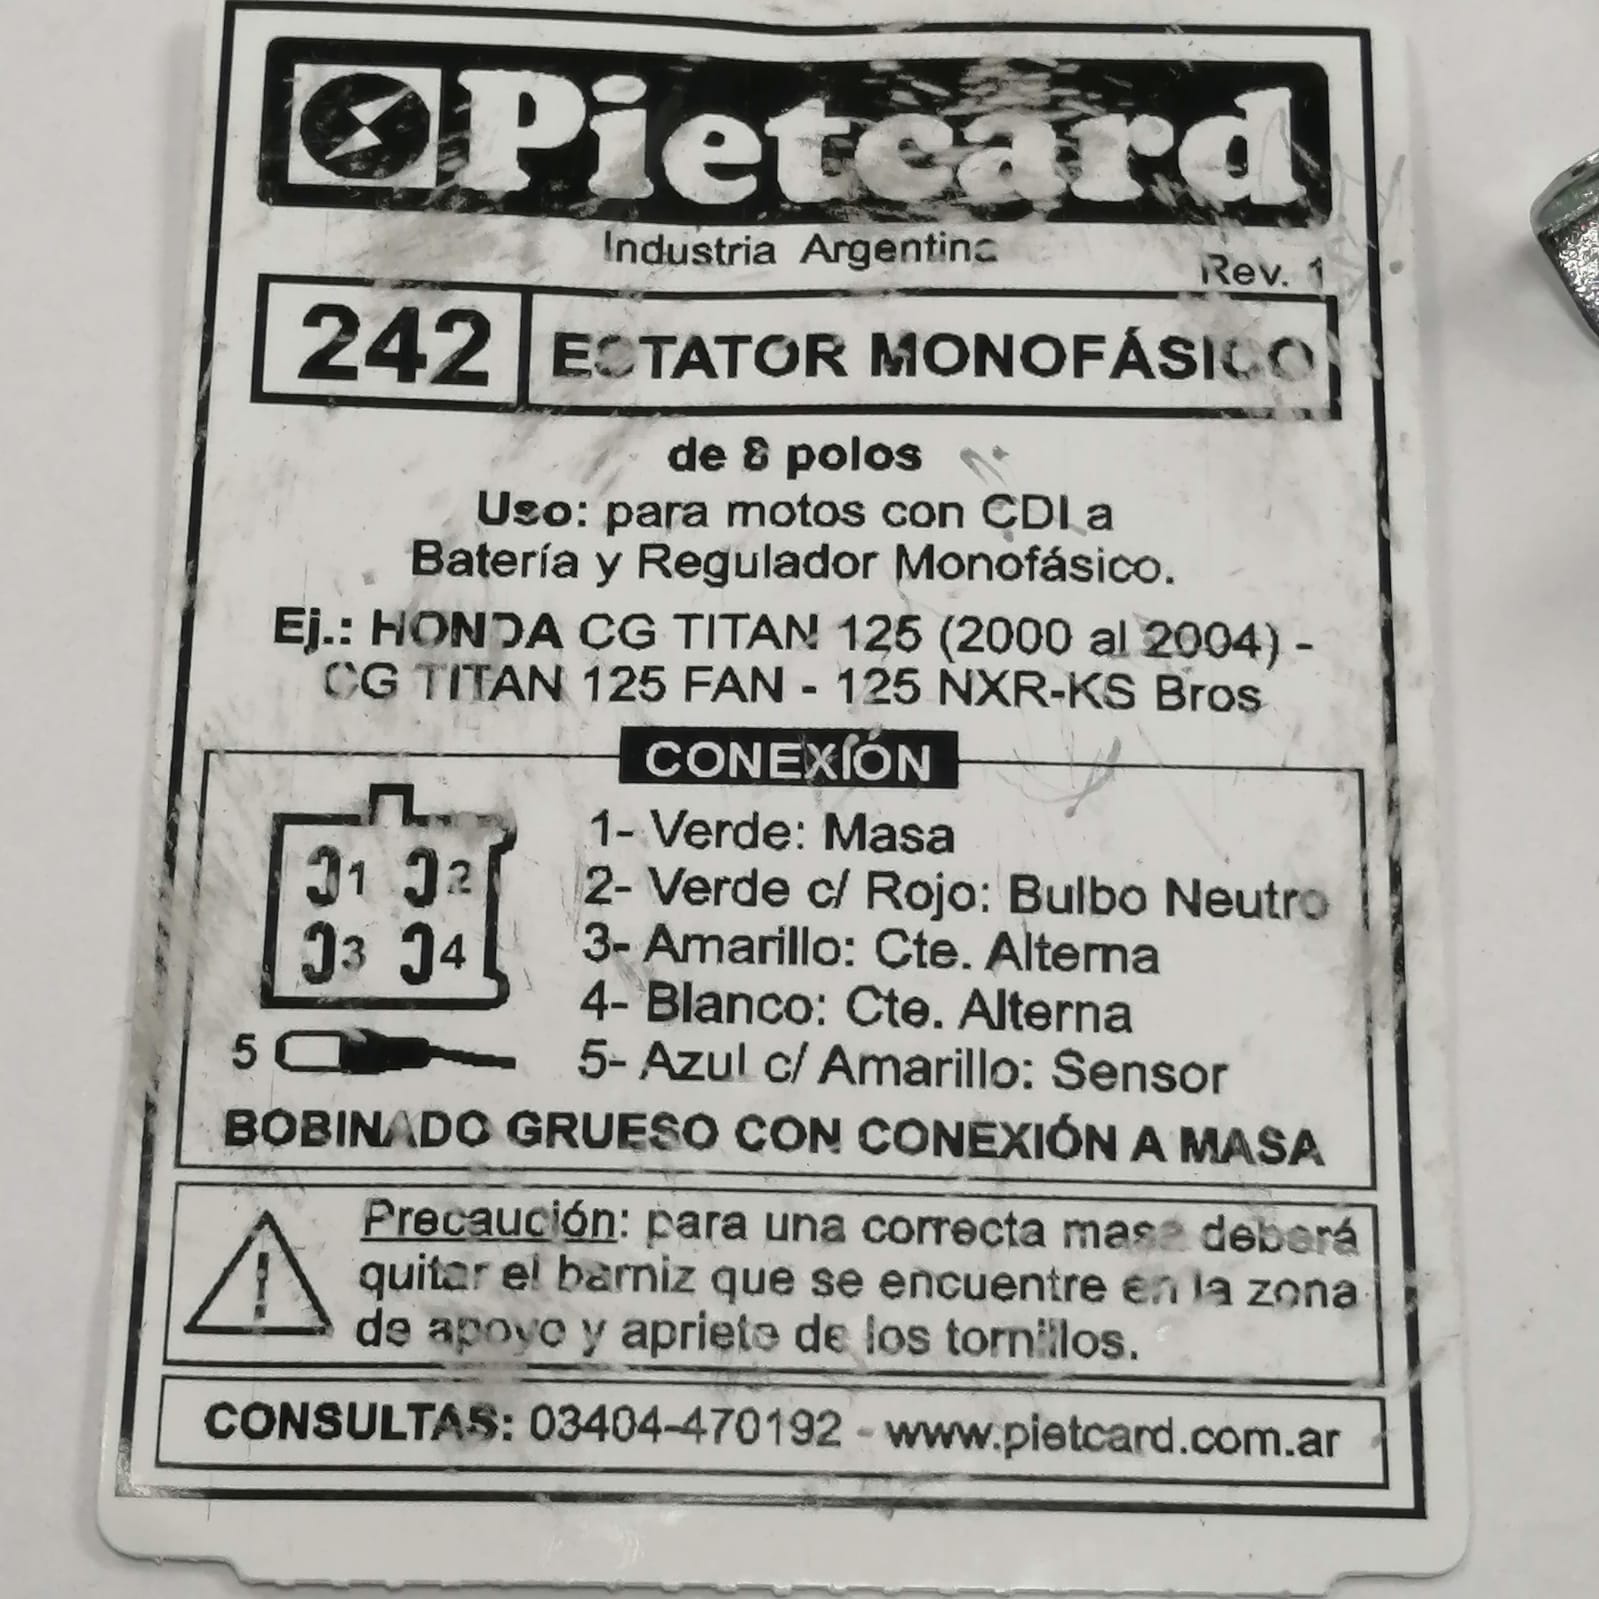 Pietcard
Industria Argentina
Rev. 1
242
ESTATOR MONOFÁSICO
de 8 polos
Uso: para motos con CDI a
Batería y Regulador Monofásico.
Ej.: HONDA CG TITAN 125 (2000 al 2004) -
CG TITAN 125 FAN - 125 NXR-KS Bros
CONEXIÓN
1 2
3 4
5
1- Verde: Masa
2- Verde c/ Rojo: Bulbo Neutro
3- Amarillo: Cte. Alterna
4- Blanco: Cte. Alterna
5- Azul c/ Amarillo: Sensor
BOBINADO GRUESO CON CONEXIÓN A MASA
Precaución: para una correcta masa deberá
quitar el barniz que se encuentre en la zona
de apoyo y apriete de los tornillos.
CONSULTAS: 03404-470192 - www.pietcard.com.ar